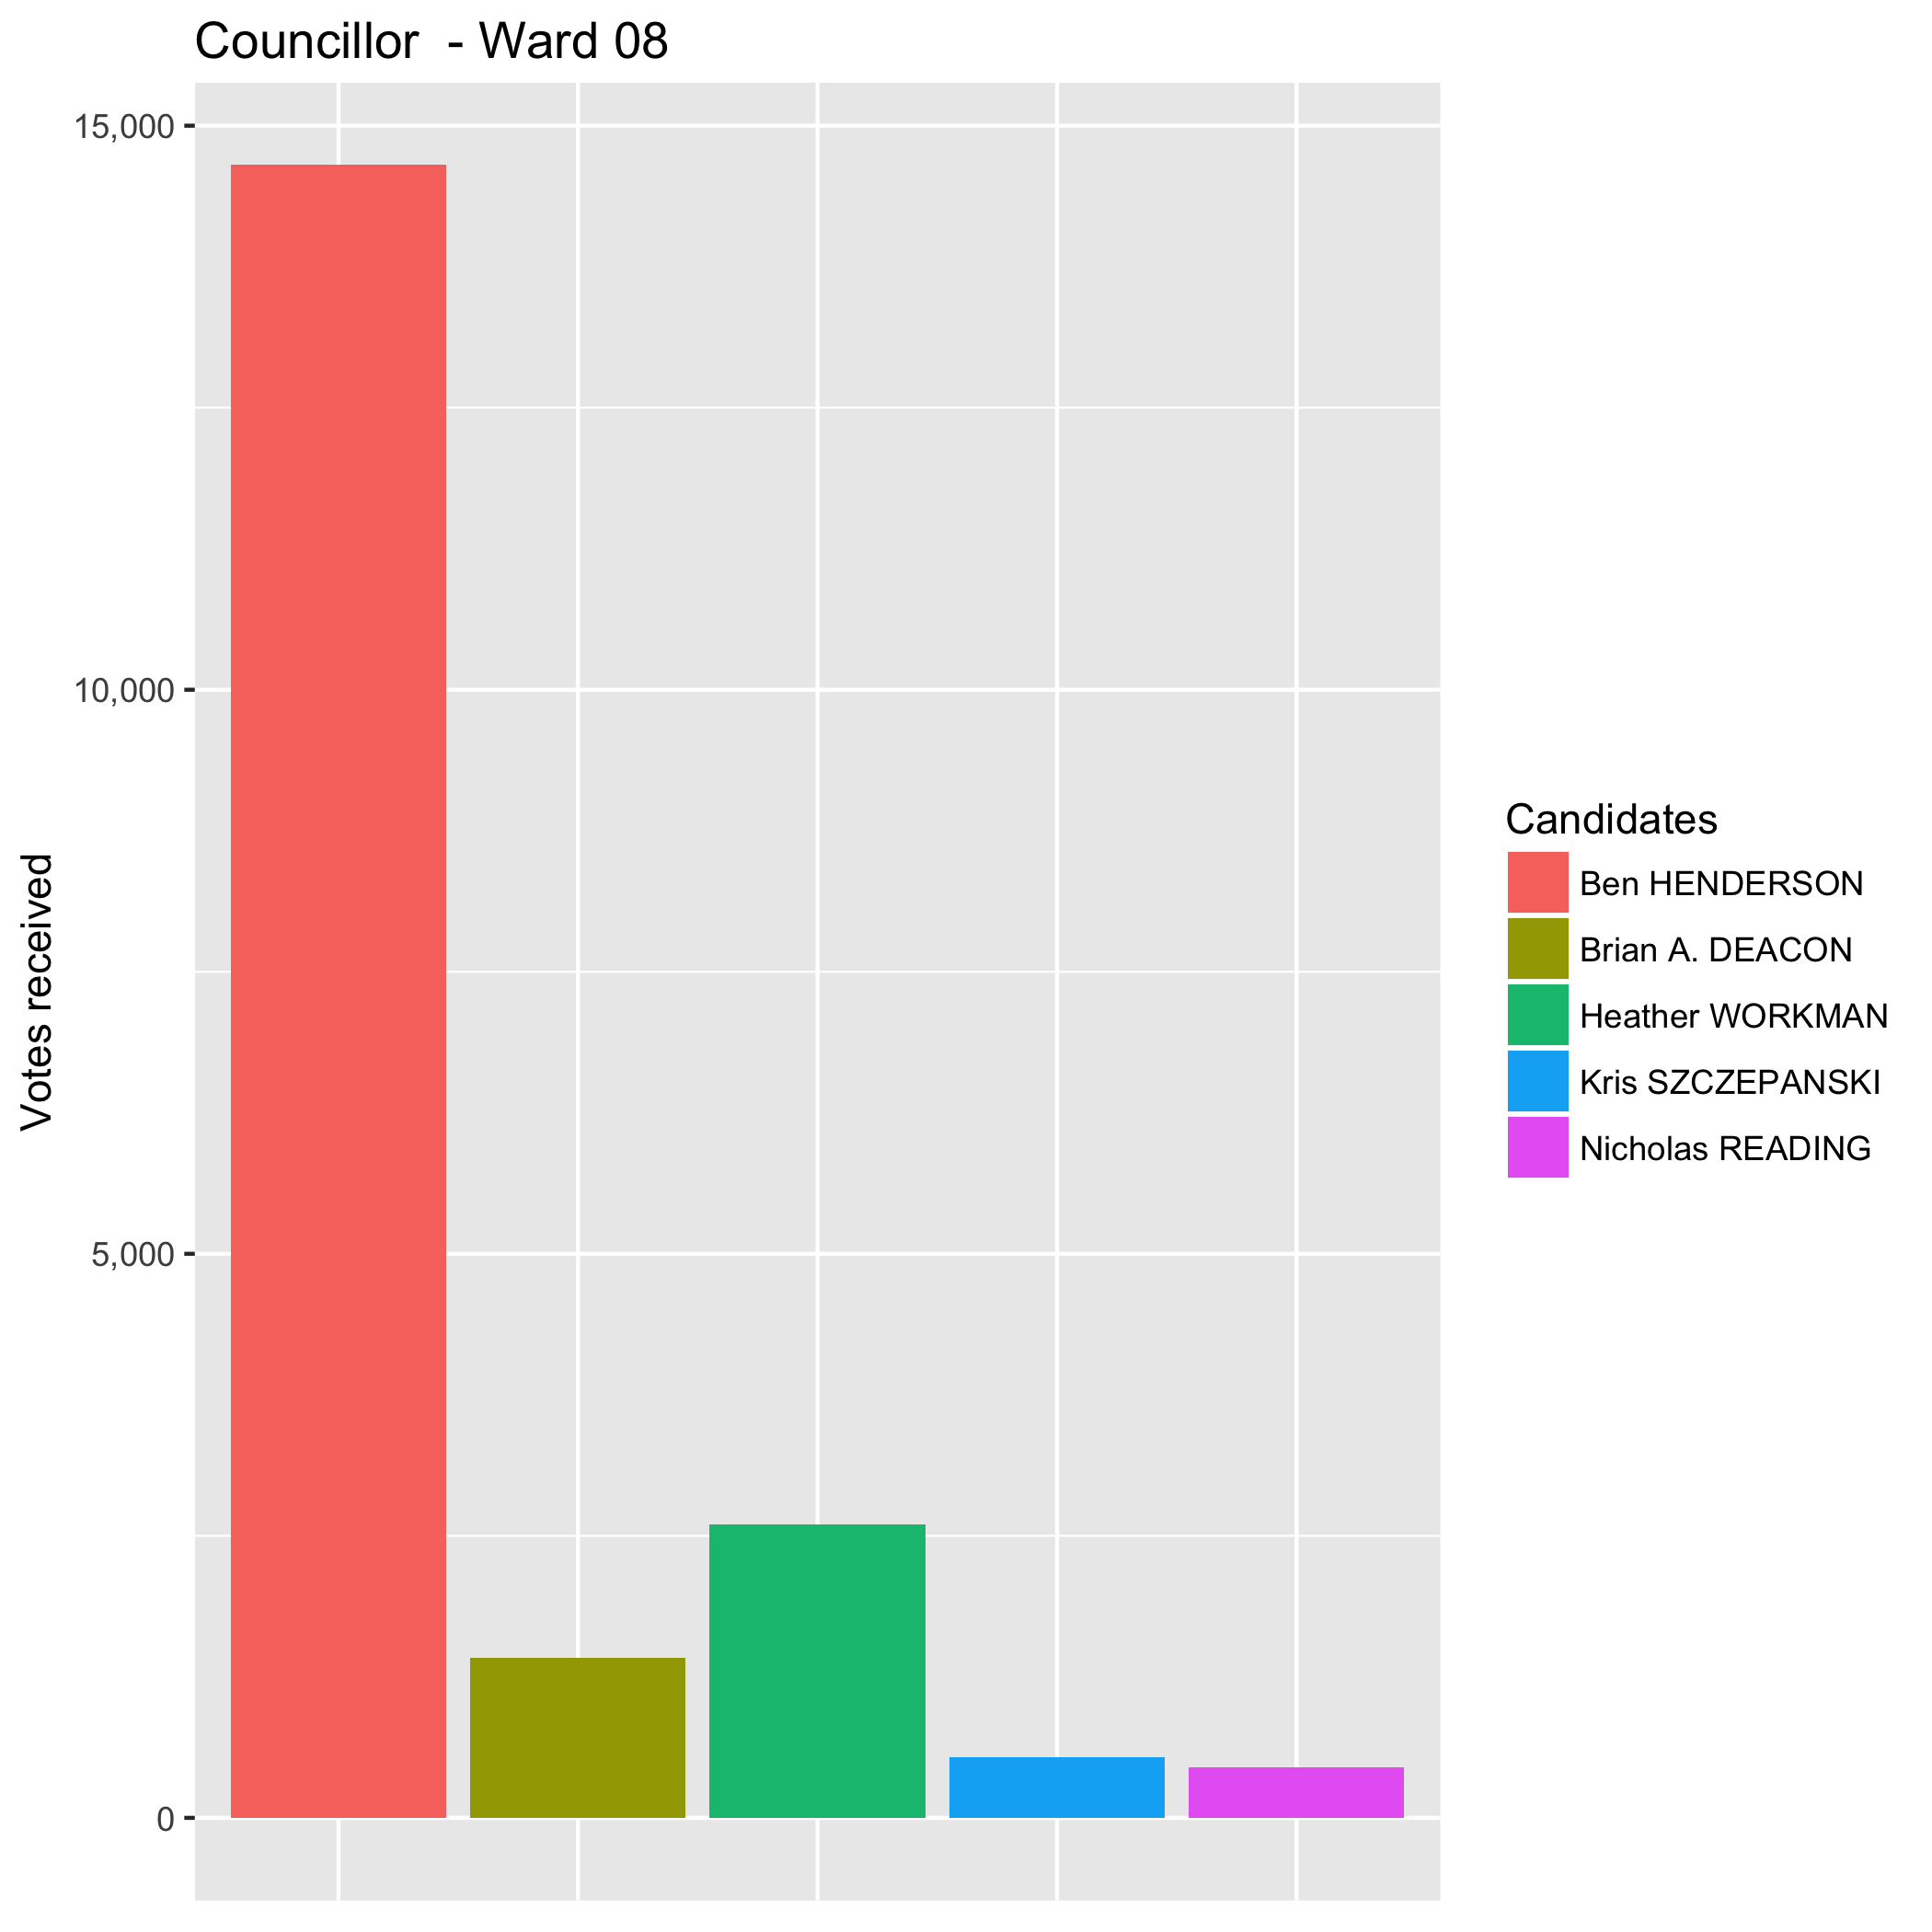 Councillor  - Ward 08
15,000
10,000
5,000
0
Votes received
Candidates
Ben HENDERSON
Brian A. DEACON
Heather WORKMAN
Kris SZCZEPANSKI
Nicholas READING